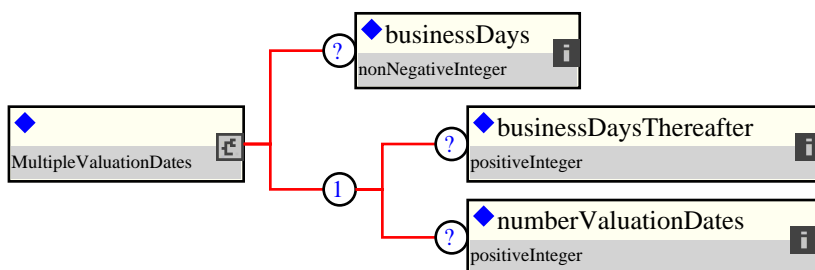 businessDays
nonNegativeInteger
?
MultipleValuationDates
businessDaysThereafter
positiveInteger
?
1
numberValuationDates
positiveInteger
?